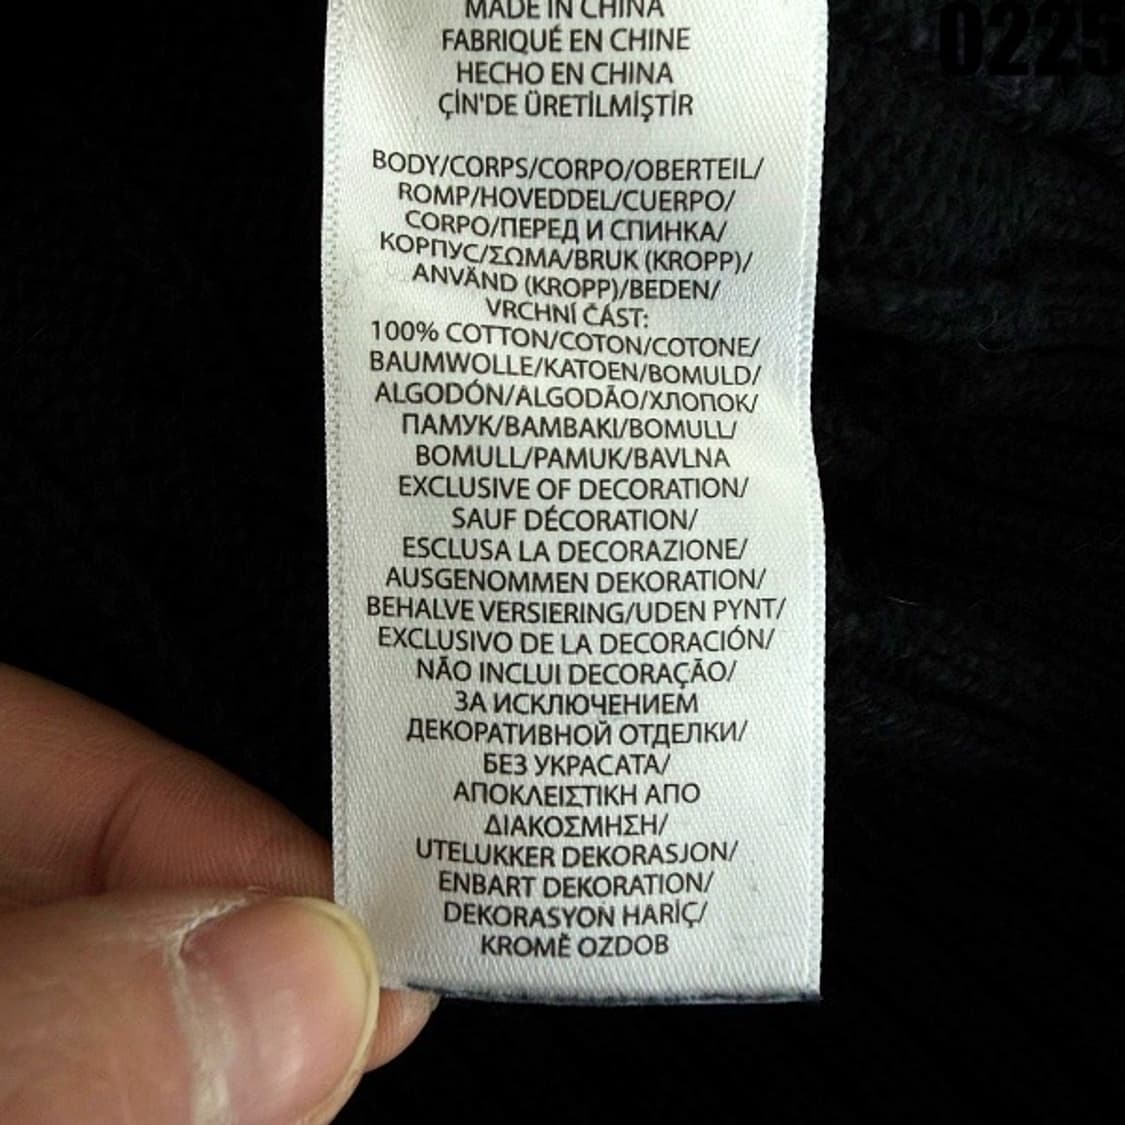 0225
MADE IN CHINA
FABRIQUÉ EN CHINE
HECHO EN CHINA
ÇİN'DE ÜRETİLMİŞTİR
BODY/CORPS/CORPO/OBERTEIL/
ROMP/HOVEDDEL/CUERPO/
CORPO/ПЕРЕД И СПИНКА/
КОРПУС/ΣΩΜΑ/BRUK (KROPP)/
ANVÄND (KROPP)/BEDEN/
VRCHNÍ ČÁST:
100% COTTON/COTON/COTONE/
BAUMWOLLE/KATOEN/BOMULD/
ALGODÓN/ALGODÃO/ХЛОПОК/
ПАМУК/BAMBAKI/BOMULL/
BOMULL/PAMUK/BAVLNA
EXCLUSIVE OF DECORATION/
SAUF DÉCORATION/
ESCLUSA LA DECORAZIONE/
AUSGENOMMEN DEKORATION/
BEHALVE VERSIERING/UDEN PYNT/
EXCLUSIVO DE LA DECORACIÓN/
NÃO INCLUI DECORAÇÃO/
ЗА ИСКЛЮЧЕНИЕМ
ДЕКОРАТИВНОЙ ОТДЕЛКИ/
БЕЗ УКРАСАТА/
ΑΠΟΚΛΕΙΣΤΙΚΗ ΑΠΟ
ΔΙΑΚΟΣΜΗΣΗ/
UTELUKKER DEKORASJON/
ENBART DEKORATION/
DEKORASYON HARİÇ/
KROMĚ OZDOB